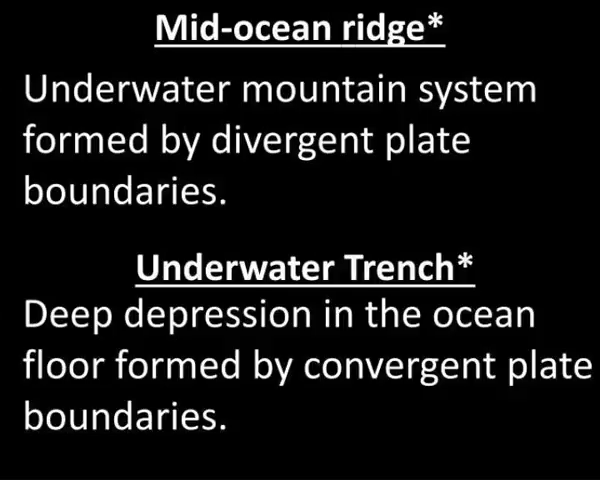 Mid-ocean ridge*
Underwater mountain system
formed by divergent plate
boundaries.
Underwater Trench*
Deep depression in the ocean
floor formed by convergent plate
boundaries.